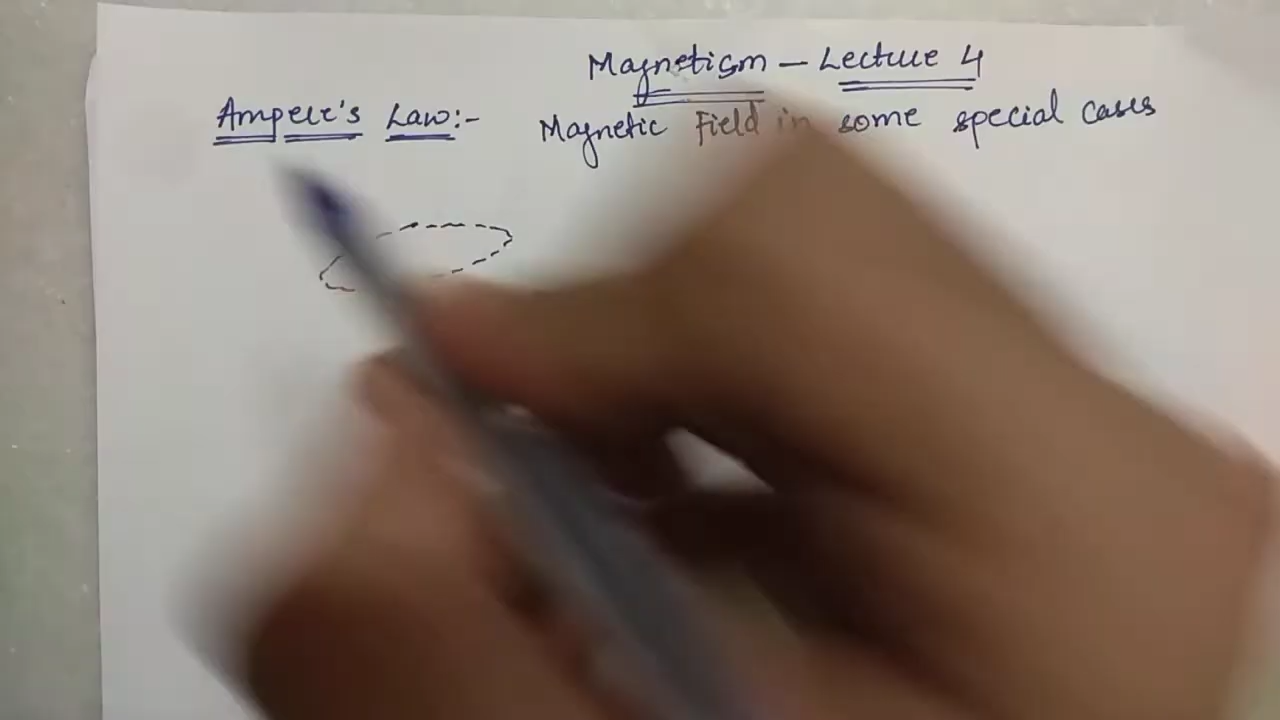 Magnetism - Lecture 4
Ampere's Law:- Magnetic Field in some special cases